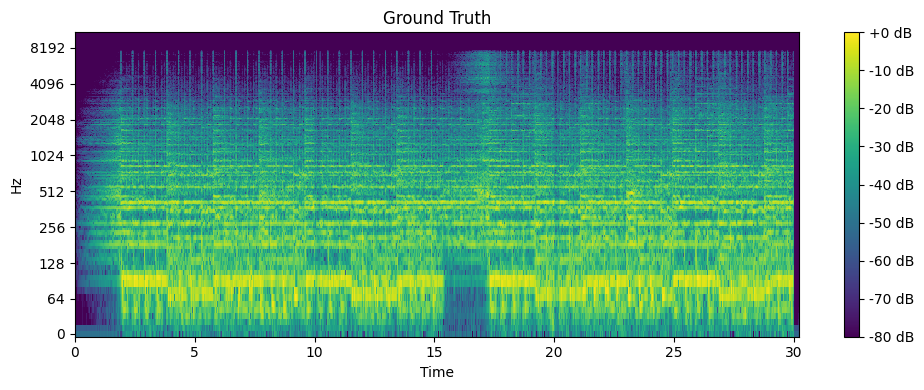 Ground Truth
Hz
8192
4096
2048
1024
512
256
128
64
0
0 5 10 15 20 25 30
Time
+0 dB
-10 dB
-20 dB
-30 dB
-40 dB
-50 dB
-60 dB
-70 dB
-80 dB